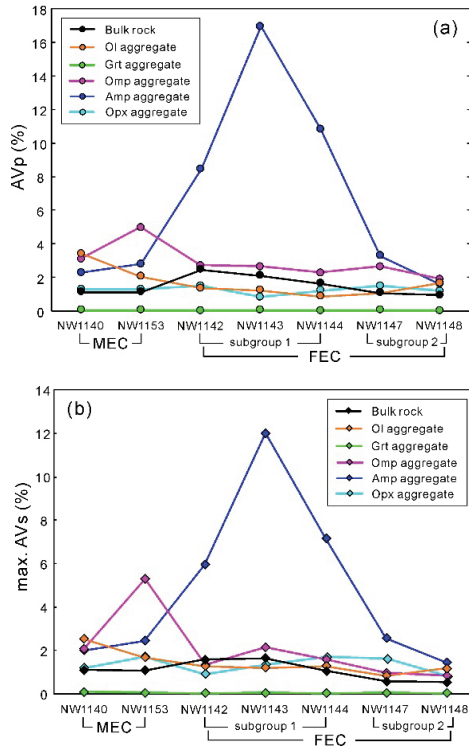 (a)
Bulk rock
Ol aggregate
Grt aggregate
Omp aggregate
Amp aggregate
Opx aggregate
AVp (%)
18
16
14
12
10
8
6
4
2
0
NW1140 NW1153 NW1142 NW1143 NW1144 NW1147 NW1148
MEC subgroup 1 subgroup 2
FEC
(b)
Bulk rock
Ol aggregate
Grt aggregate
Omp aggregate
Amp aggregate
Opx aggregate
max. AVs (%)
12
10
8
6
4
2
0
NW1140 NW1153 NW1142 NW1143 NW1144 NW1147 NW1148
MEC subgroup 1 subgroup 2
FEC